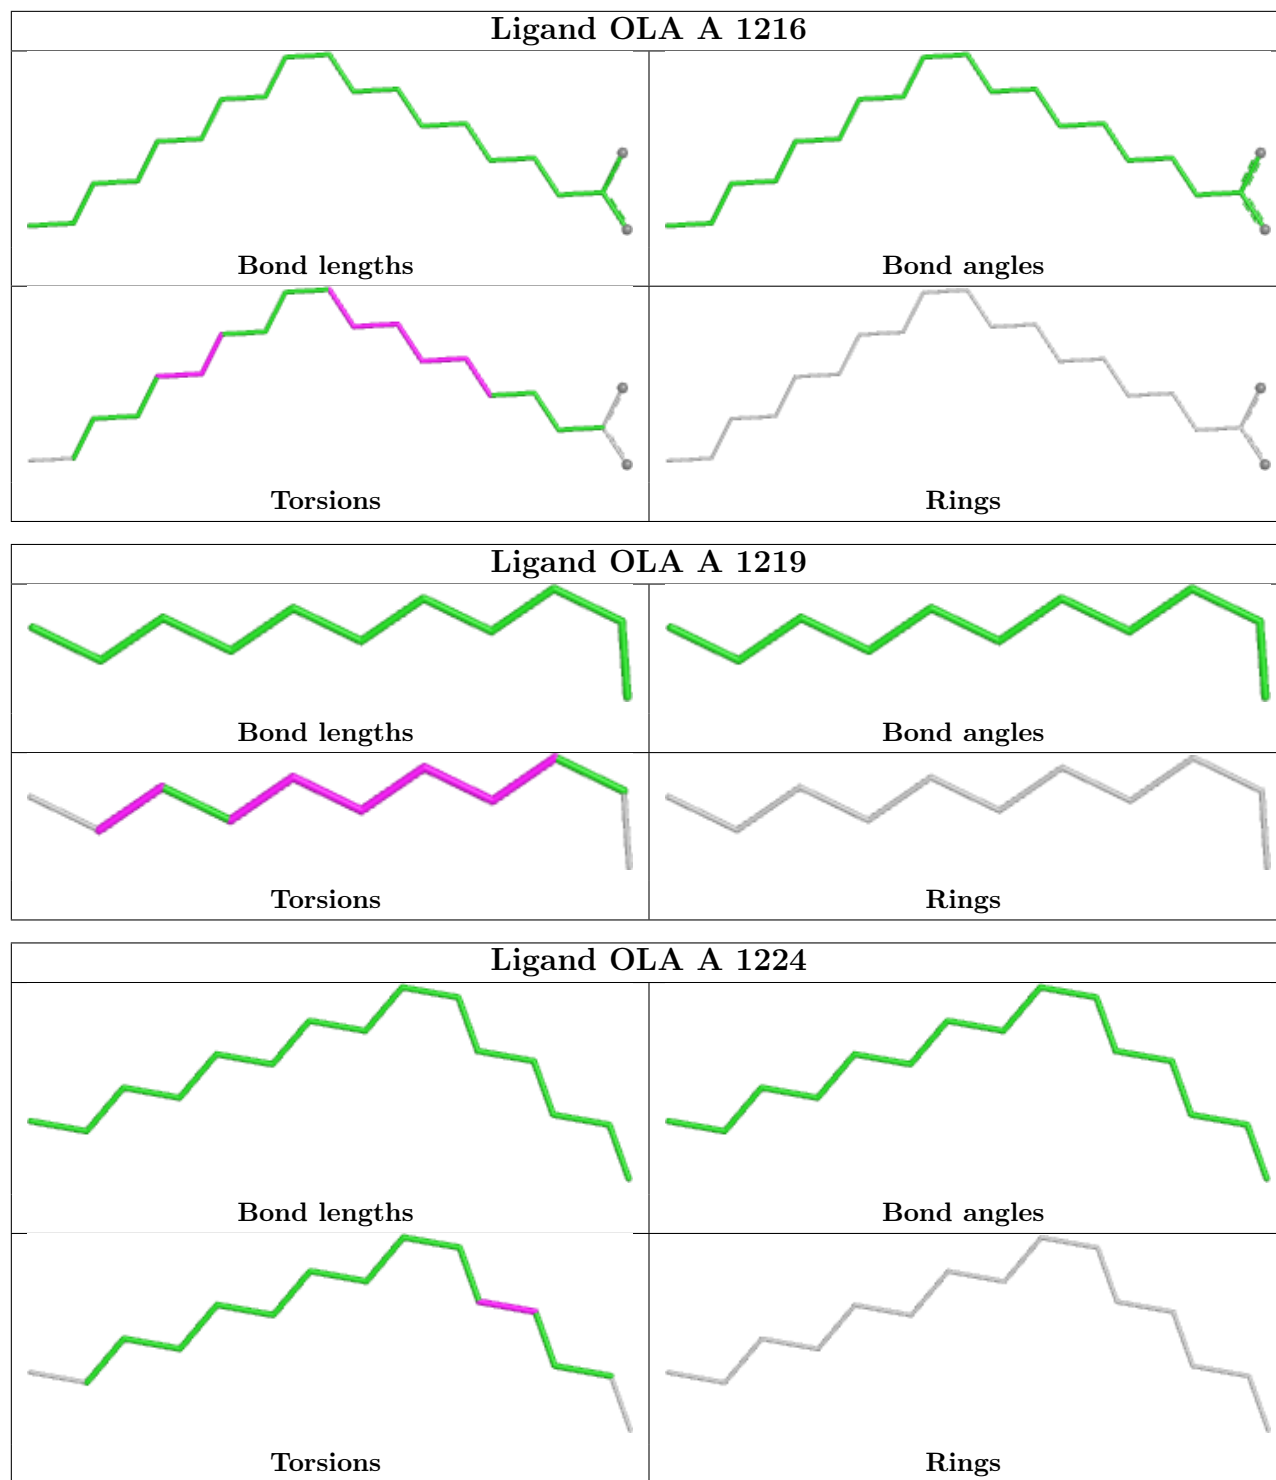 Ligand OLA A 1216
Bond lengths
Bond angles
Torsions
Rings
Ligand OLA A 1219
Bond lengths
Bond angles
Torsions
Rings
Ligand OLA A 1224
Bond lengths
Bond angles
Torsions
Rings